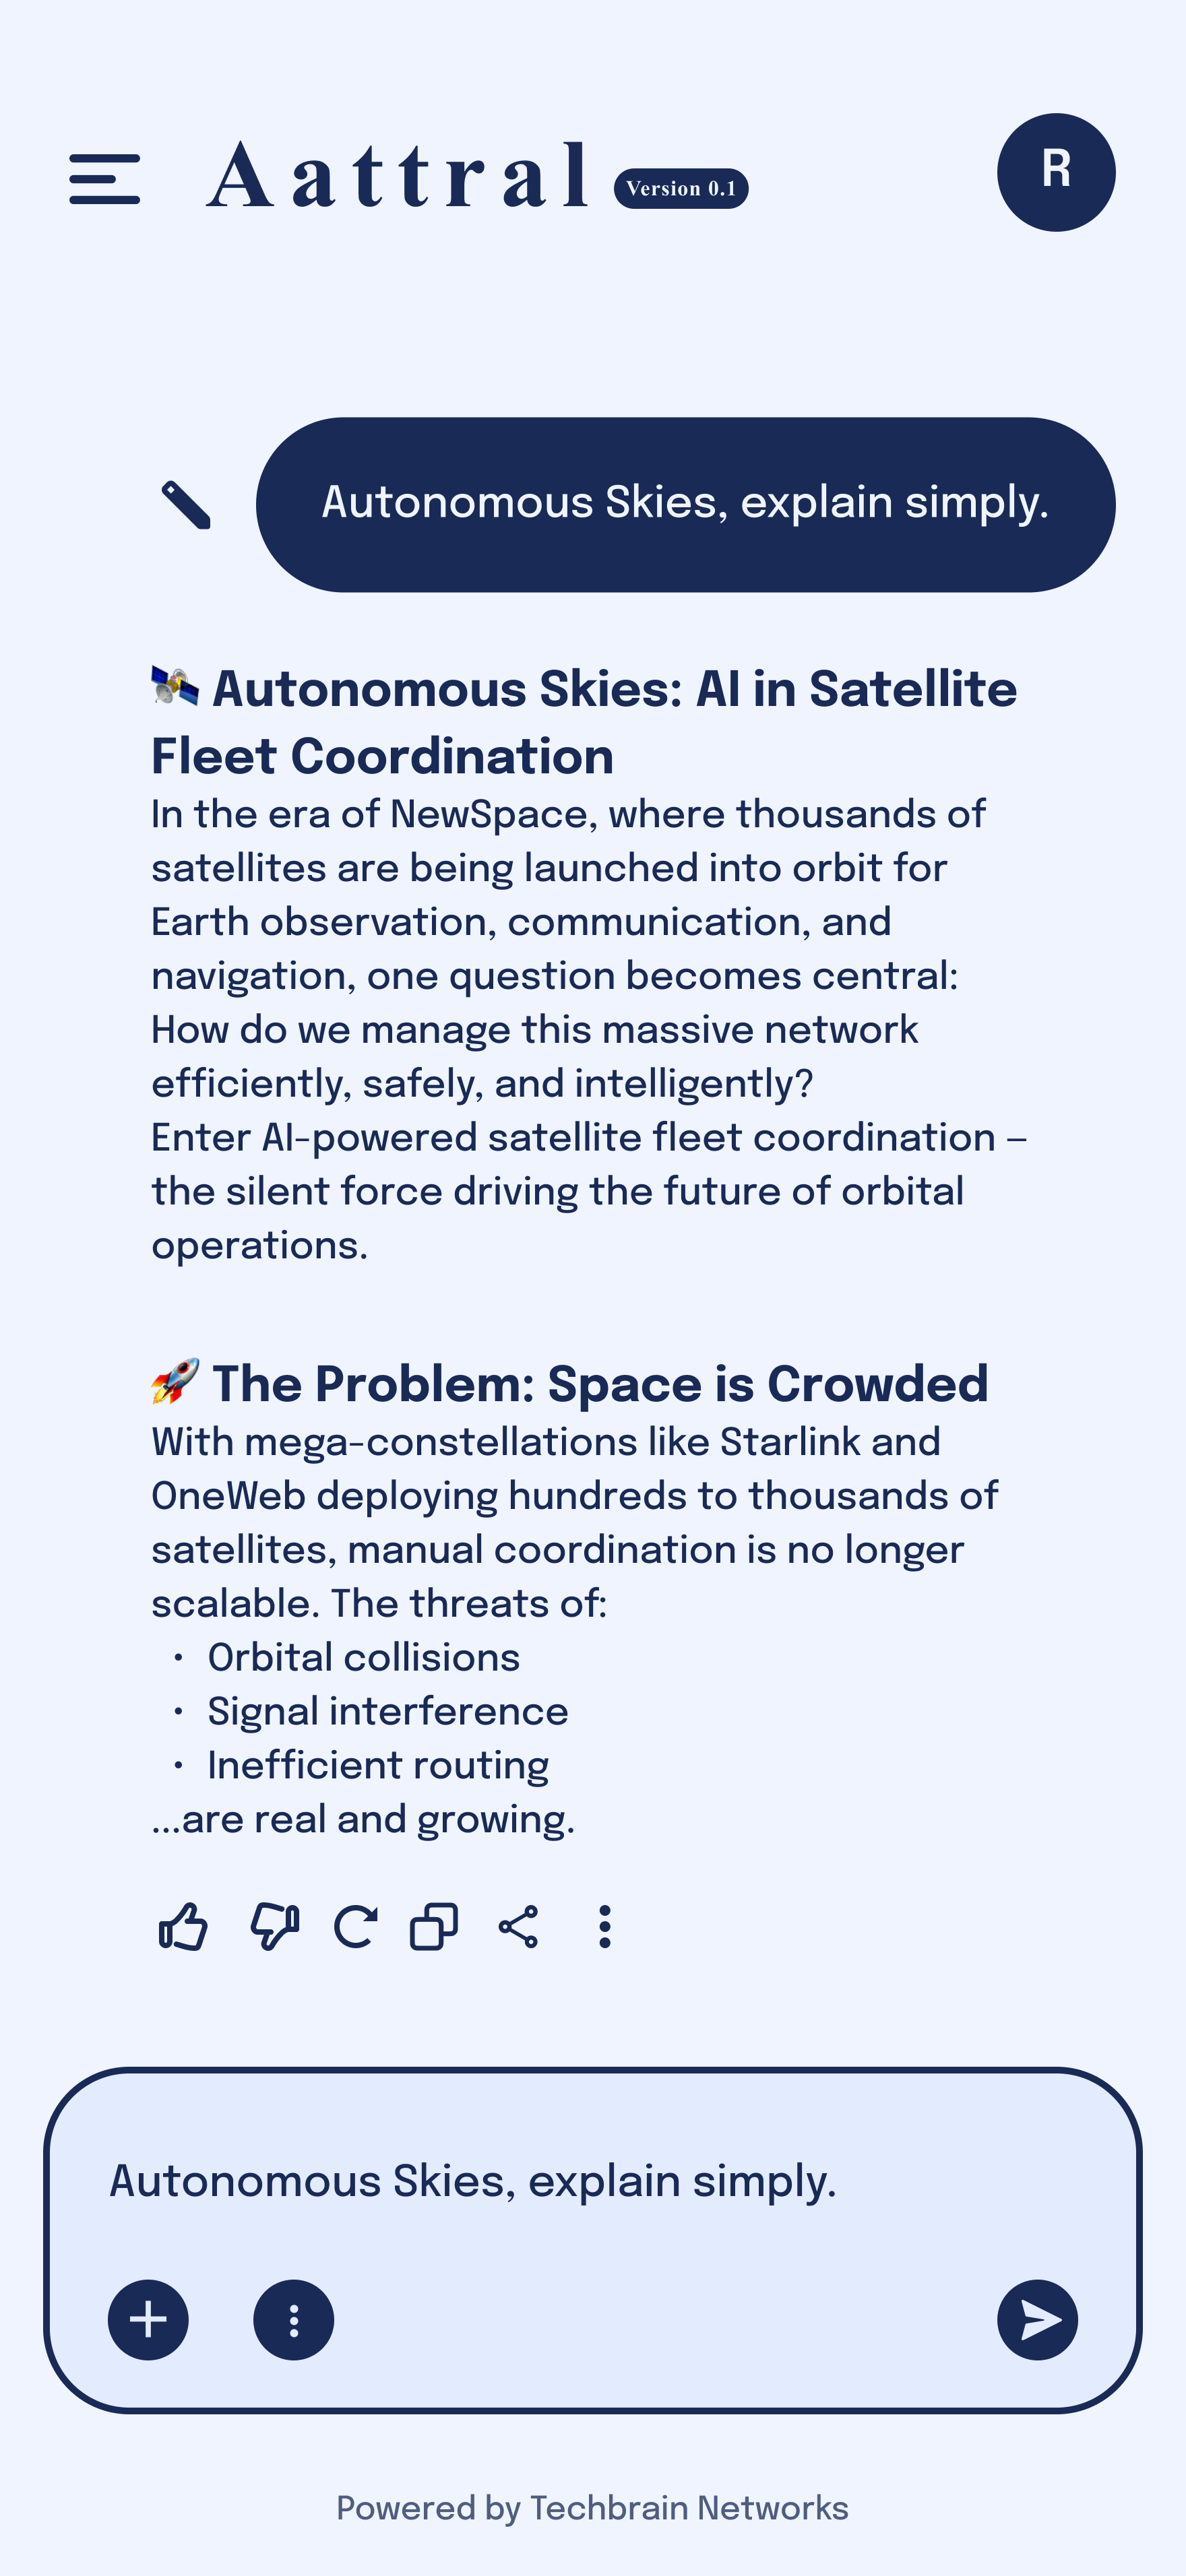 Aattral Version 0.1 R
Autonomous Skies, explain simply.
🛰️ Autonomous Skies: AI in Satellite
Fleet Coordination
In the era of NewSpace, where thousands of
satellites are being launched into orbit for
Earth observation, communication, and
navigation, one question becomes central:
How do we manage this massive network
efficiently, safely, and intelligently?
Enter AI-powered satellite fleet coordination —
the silent force driving the future of orbital
operations.
🚀 The Problem: Space is Crowded
With mega-constellations like Starlink and
OneWeb deploying hundreds to thousands of
satellites, manual coordination is no longer
scalable. The threats of:
• Orbital collisions
• Signal interference
• Inefficient routing
...are real and growing.
Autonomous Skies, explain simply.
Powered by Techbrain Networks